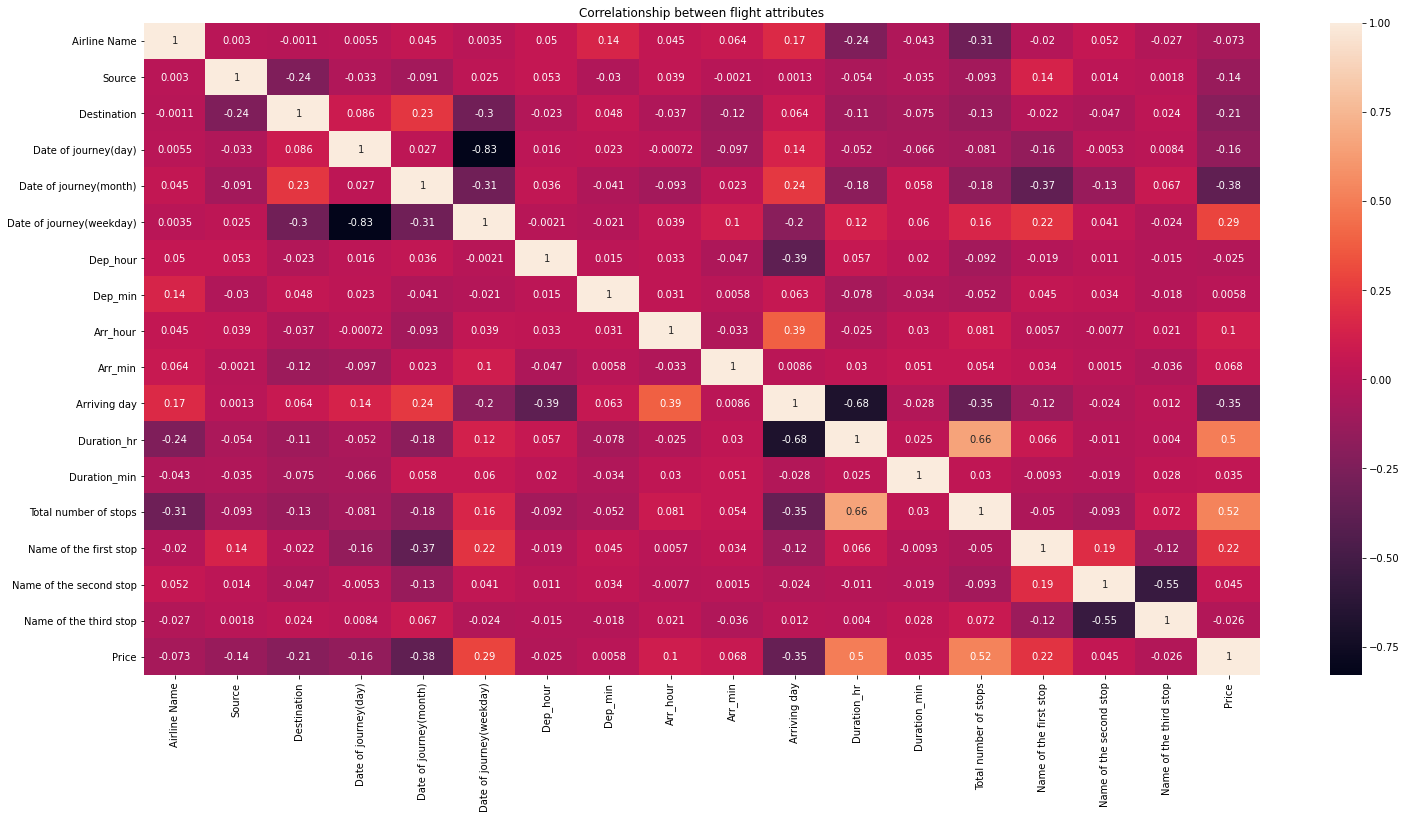 Correlationship between flight attributes
Airline Name 1 0.003 -0.0011 0.0055 0.045 0.0035 0.05 0.14 0.045 0.064 0.17 -0.24 -0.043 -0.31 -0.02 0.052 -0.027 -0.073
Source 0.003 1 -0.24 -0.033 -0.091 0.025 0.053 -0.03 0.039 -0.0021 0.0013 -0.054 -0.035 -0.093 0.14 0.014 0.0018 -0.14
Destination -0.0011 -0.24 1 0.086 0.23 -0.3 -0.023 0.048 -0.037 -0.12 0.064 -0.11 -0.075 -0.13 -0.022 -0.047 0.024 -0.21
Date of journey(day) 0.0055 -0.033 0.086 1 0.027 -0.83 0.016 0.023 -0.00072 -0.097 0.14 -0.052 -0.066 -0.081 -0.16 -0.0053 0.0084 -0.16
Date of journey(month) 0.045 -0.091 0.23 0.027 1 -0.31 0.036 -0.041 -0.093 0.023 0.24 -0.18 0.058 -0.18 -0.37 -0.13 0.067 -0.38
Date of journey(weekday) 0.0035 0.025 -0.3 -0.83 -0.31 1 -0.0021 -0.021 0.039 0.1 -0.2 0.12 0.06 0.16 0.22 0.041 -0.024 0.29
Dep_hour 0.05 0.053 -0.023 0.016 0.036 -0.0021 1 0.015 0.033 -0.047 -0.39 0.057 0.02 -0.092 -0.019 0.011 -0.015 -0.025
Dep_min 0.14 -0.03 0.048 0.023 -0.041 -0.021 0.015 1 0.031 0.0058 0.063 -0.078 -0.034 -0.052 0.045 0.034 -0.018 0.0058
Arr_hour 0.045 0.039 -0.037 -0.00072 -0.093 0.039 0.033 0.031 1 -0.033 0.39 -0.025 0.03 0.081 0.0057 -0.0077 0.021 0.1
Arr_min 0.064 -0.0021 -0.12 -0.097 0.023 0.1 -0.047 0.0058 -0.033 1 0.0086 0.03 0.051 0.054 0.034 0.0015 -0.036 0.068
Arriving day 0.17 0.0013 0.064 0.14 0.24 -0.2 -0.39 0.063 0.39 0.0086 1 -0.68 -0.028 -0.35 -0.12 -0.024 0.012 -0.35
Duration_hr -0.24 -0.054 -0.11 -0.052 -0.18 0.12 0.057 -0.078 -0.025 0.03 -0.68 1 0.025 0.66 0.066 -0.011 0.004 0.5
Duration_min -0.043 -0.035 -0.075 -0.066 0.058 0.06 0.02 -0.034 0.03 0.051 -0.028 0.025 1 0.03 -0.0093 -0.019 0.028 0.035
Total number of stops -0.31 -0.093 -0.13 -0.081 -0.18 0.16 -0.092 -0.052 0.081 0.054 -0.35 0.66 0.03 1 -0.05 -0.093 0.072 0.52
Name of the first stop -0.02 0.14 -0.022 -0.16 -0.37 0.22 -0.019 0.045 0.0057 0.034 -0.12 0.066 -0.0093 -0.05 1 0.19 -0.12 0.22
Name of the second stop 0.052 0.014 -0.047 -0.0053 -0.13 0.041 0.011 0.034 -0.0077 0.0015 -0.024 -0.011 -0.019 -0.093 0.19 1 -0.55 0.045
Name of the third stop -0.027 0.0018 0.024 0.0084 0.067 -0.024 -0.015 -0.018 0.021 -0.036 0.012 0.004 0.028 0.072 -0.12 -0.55 1 -0.026
Price -0.073 -0.14 -0.21 -0.16 -0.38 0.29 -0.025 0.0058 0.1 0.068 -0.35 0.5 0.035 0.52 0.22 0.045 -0.026 1
Airline Name
Source
Destination
Date of journey(day)
Date of journey(month)
Date of journey(weekday)
Dep_hour
Dep_min
Arr_hour
Arr_min
Arriving day
Duration_hr
Duration_min
Total number of stops
Name of the first stop
Name of the second stop
Name of the third stop
Price
1.00
0.75
0.50
0.25
0.00
−0.25
−0.50
−0.75